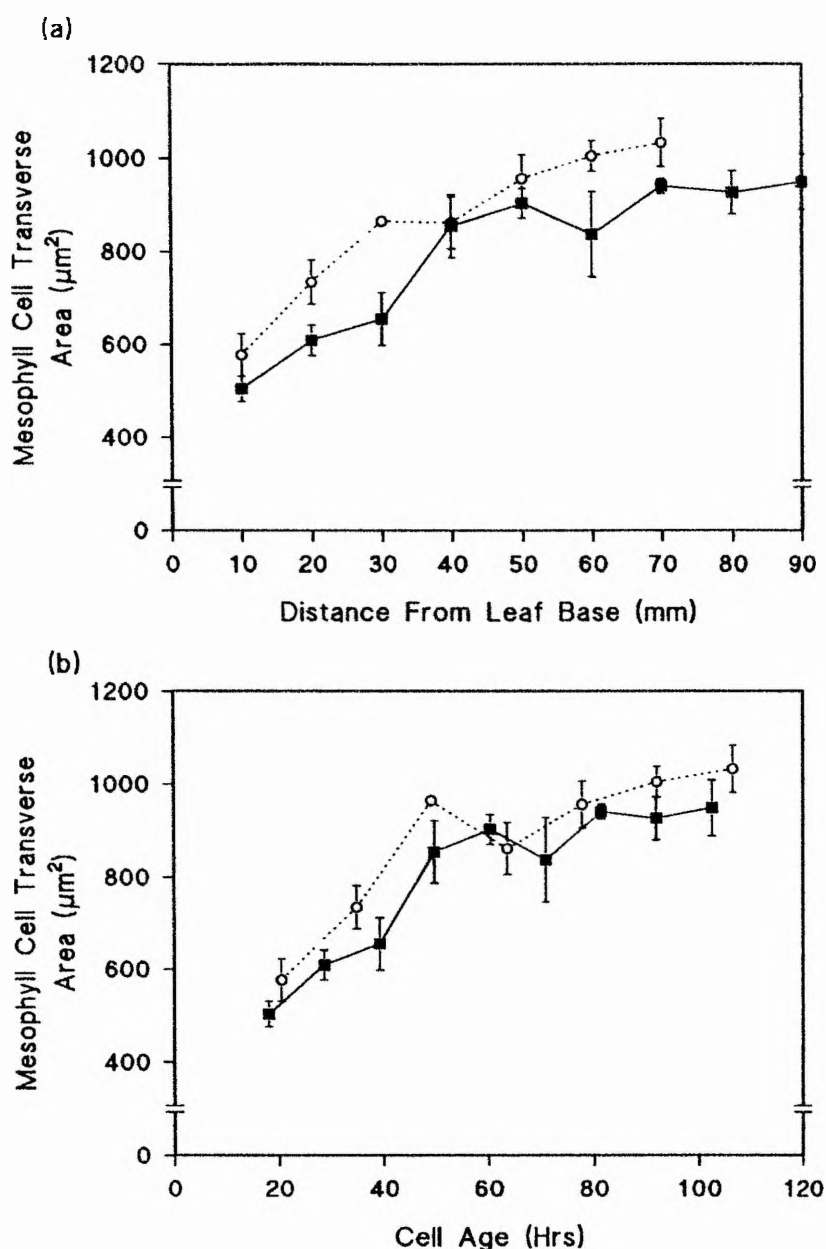 (a)
1200
1000
800
600
400
0
Mesophyll Cell Transverse
Area (μm²)
0 10 20 30 40 50 60 70 80 90
Distance From Leaf Base (mm)
(b)
1200
1000
800
600
400
0
Mesophyll Cell Transverse
Area (μm²)
0 20 40 60 80 100 120
Cell Age (Hrs)